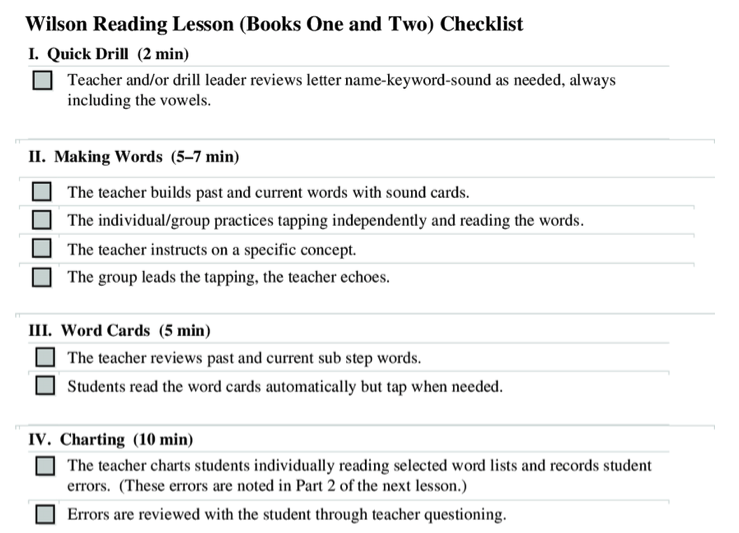 Wilson Reading Lesson (Books One and Two) Checklist
I. Quick Drill (2 min)
Teacher and/or drill leader reviews letter name-keyword-sound as needed, always
including the vowels.
II. Making Words (5–7 min)
The teacher builds past and current words with sound cards.
The individual/group practices tapping independently and reading the words.
The teacher instructs on a specific concept.
The group leads the tapping, the teacher echoes.
III. Word Cards (5 min)
The teacher reviews past and current sub step words.
Students read the word cards automatically but tap when needed.
IV. Charting (10 min)
The teacher charts students individually reading selected word lists and records student
errors. (These errors are noted in Part 2 of the next lesson.)
Errors are reviewed with the student through teacher questioning.